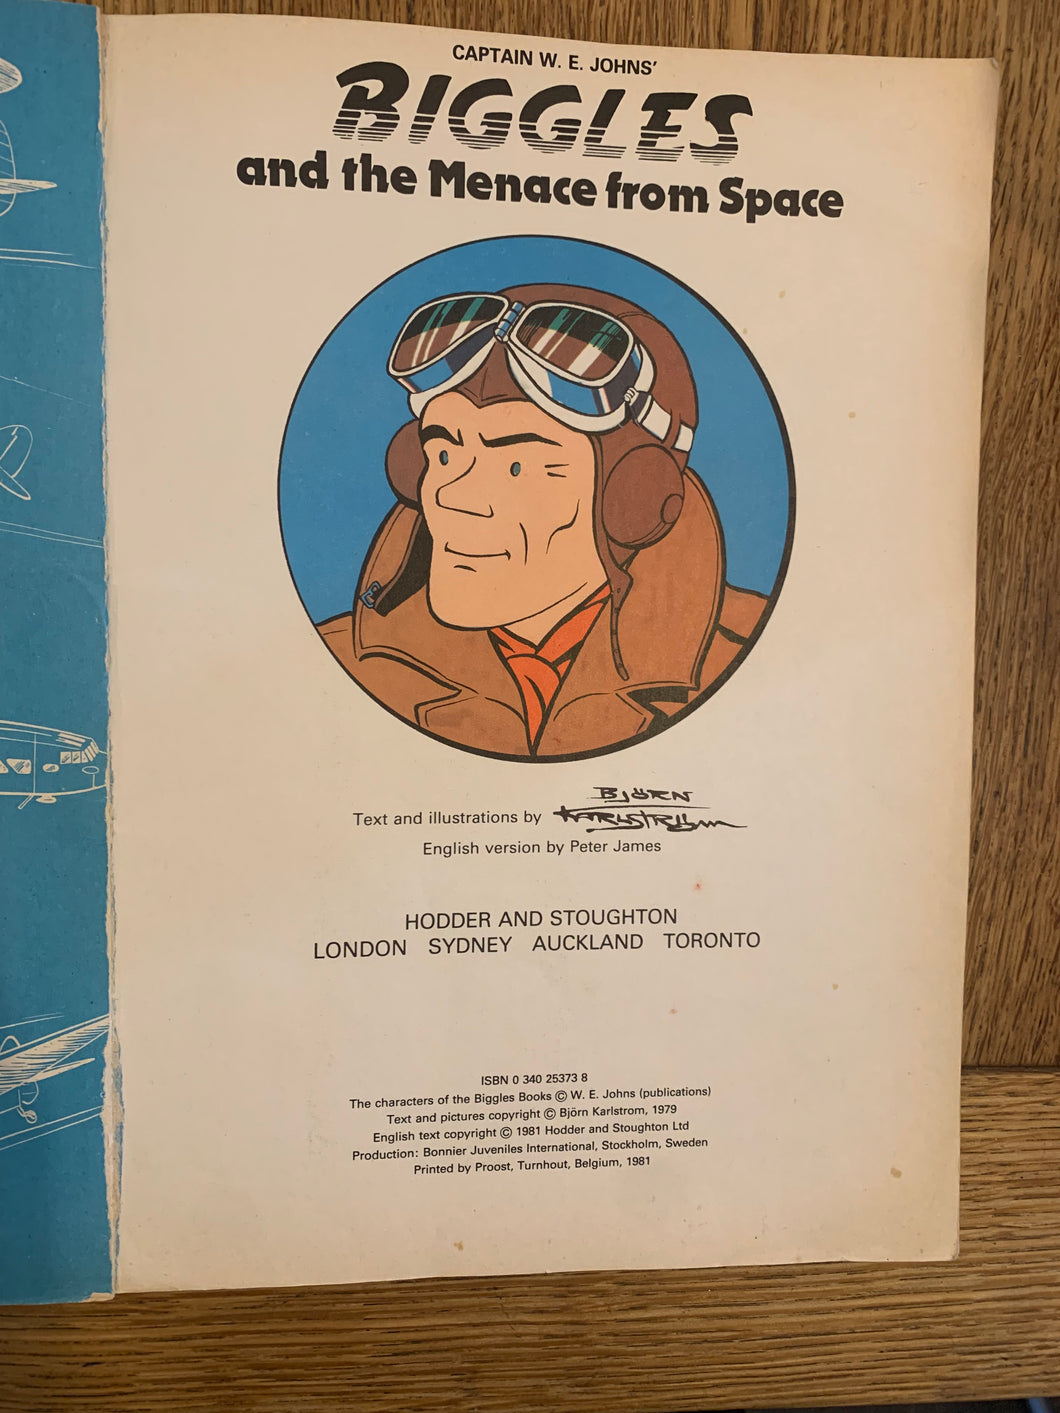 CAPTAIN W. E. JOHNS'
BIGGLES
and the Menace from Space
BJÖRN
Text and illustrations by KARLSTRÖM
English version by Peter James
HODDER AND STOUGHTON
LONDON SYDNEY AUCKLAND TORONTO
ISBN 0 340 25373 8
The characters of the Biggles Books © W. E. Johns (publications)
Text and pictures copyright © Björn Karlstrom, 1979
English text copyright © 1981 Hodder and Stoughton Ltd
Production: Bonnier Juveniles International, Stockholm, Sweden
Printed by Proost, Turnhout, Belgium, 1981